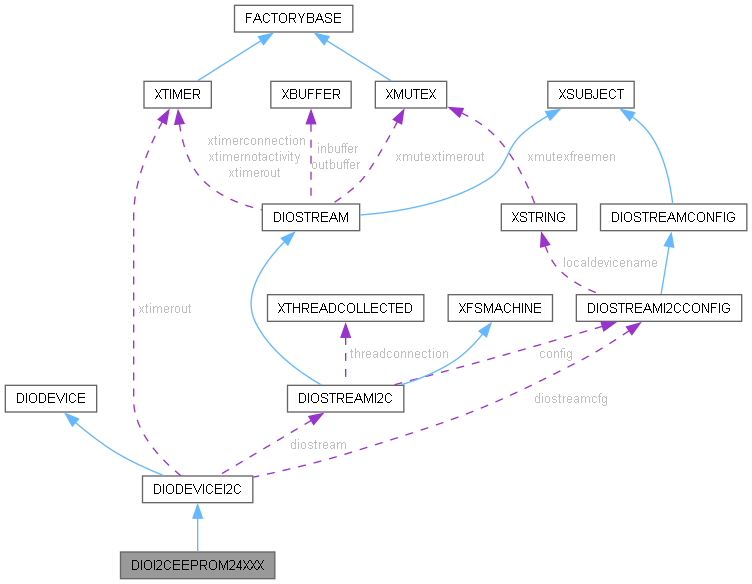 FACTORYBASE
XTIMER
XBUFFER
XMUTEX
XSUBJECT
xtimerconnection
xtimernotactivity
xtimerout
inbuffer
outbuffer
xmutextimerout
xmutexfreemen
DIOSTREAM
XSTRING
DIOSTREAMCONFIG
localdevicename
xtimerout
XTHREADCOLLECTED
XFSMACHINE
DIOSTREAMI2CCONFIG
threadconnection
config
DIODEVICE
DIOSTREAMI2C
diostreamcfg
diostream
DIODEVICEI2C
DIOI2CEEPROM24XXX